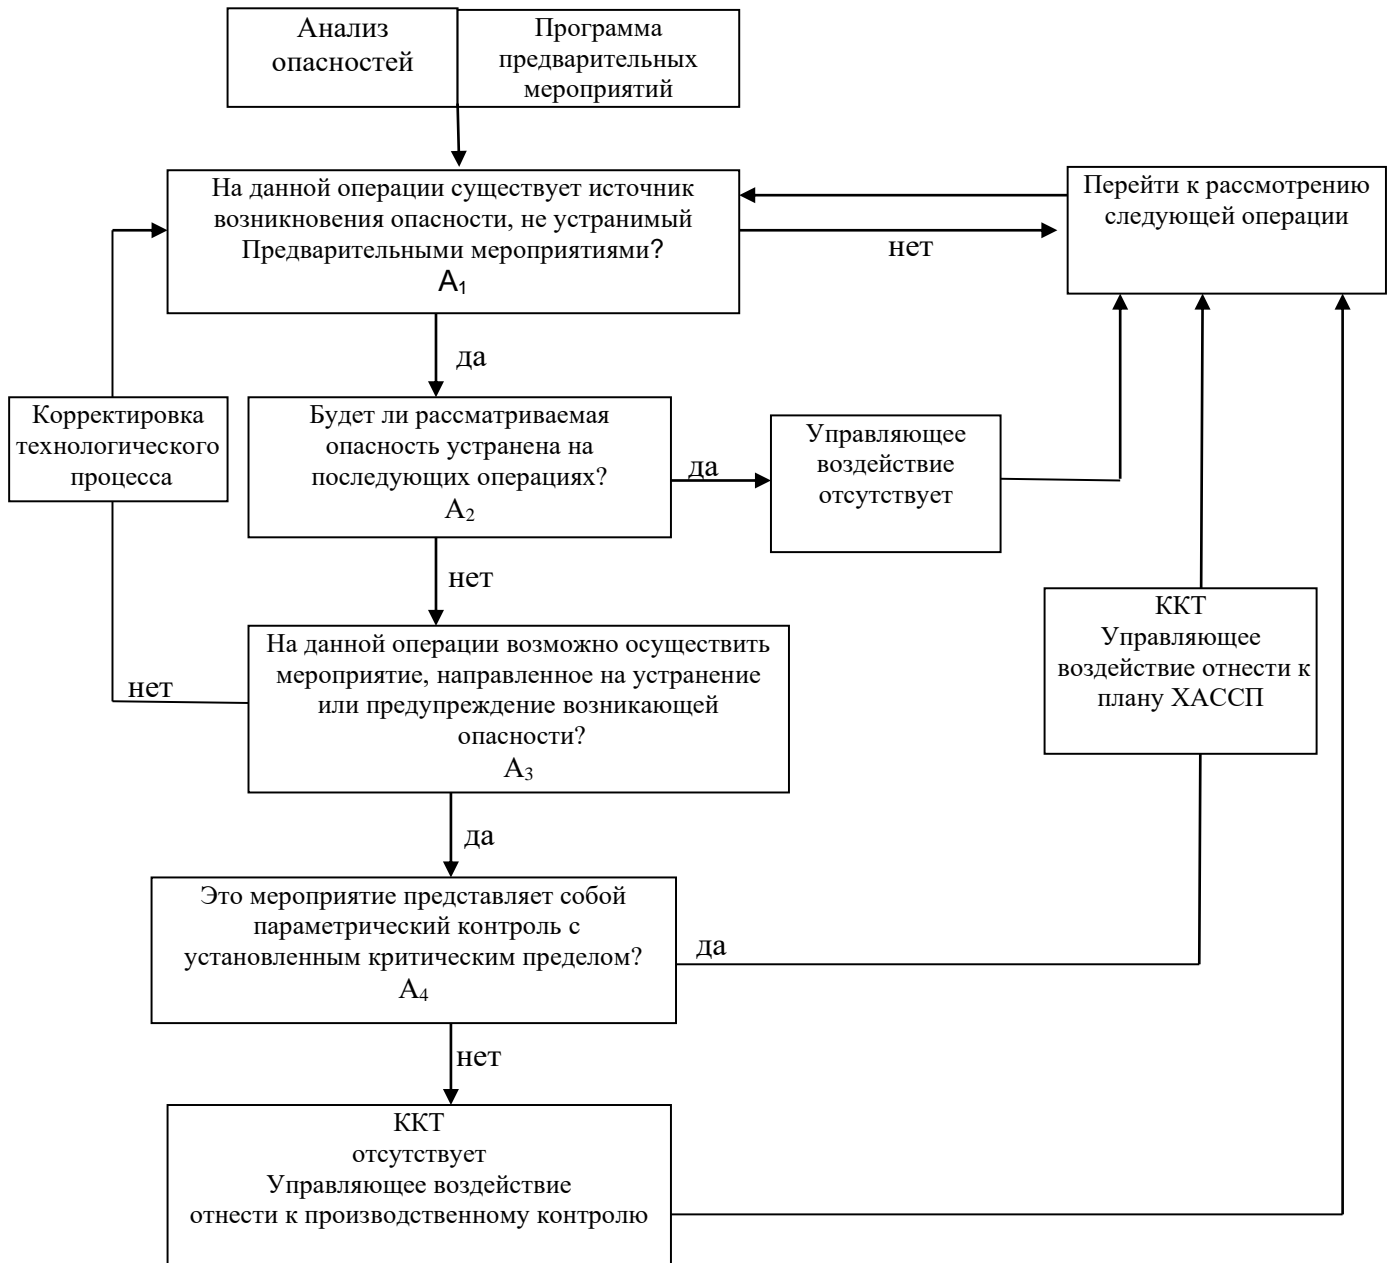 Анализ
опасностей
Программа
предварительных
мероприятий
На данной операции существует источник
возникновения опасности, не устранимый
Предварительными мероприятиями?
А₁
Перейти к рассмотрению
следующей операции
нет
да
Корректировка
технологического
процесса
Будет ли рассматриваемая
опасность устранена на
последующих операциях?
А₂
да
Управляющее
воздействие
отсутствует
нет
На данной операции возможно осуществить
мероприятие, направленное на устранение
или предупреждение возникающей
опасности?
А₃
нет
ККТ
Управляющее
воздействие отнести к
плану ХАССП
да
Это мероприятие представляет собой
параметрический контроль с
установленным критическим пределом?
А₄
да
нет
ККТ
отсутствует
Управляющее воздействие
отнести к производственному контролю